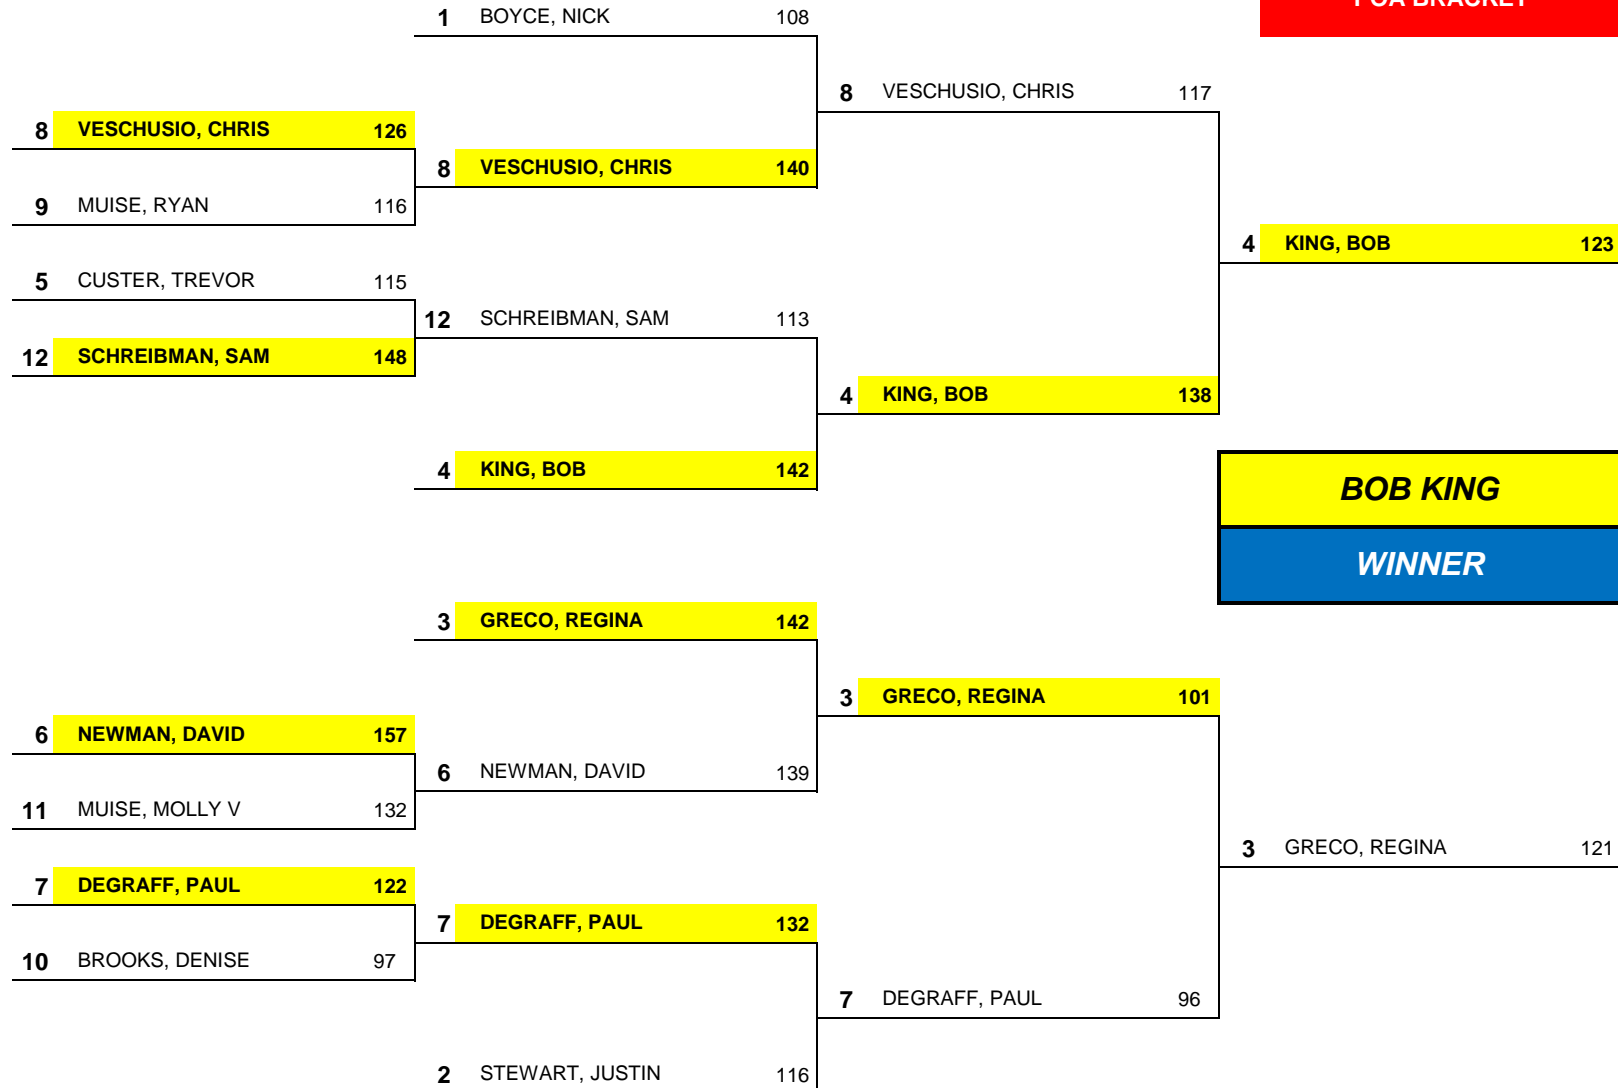 1 BOYCE, NICK 108
8 VESCHUSIO, CHRIS 117
8 VESCHUSIO, CHRIS 126
8 VESCHUSIO, CHRIS 140
9 MUISE, RYAN 116
4 KING, BOB 123
5 CUSTER, TREVOR 115
12 SCHREIBMAN, SAM 113
12 SCHREIBMAN, SAM 148
4 KING, BOB 138
4 KING, BOB 142
BOB KING
WINNER
3 GRECO, REGINA 142
3 GRECO, REGINA 101
6 NEWMAN, DAVID 157
6 NEWMAN, DAVID 139
11 MUISE, MOLLY V 132
3 GRECO, REGINA 121
7 DEGRAFF, PAUL 122
7 DEGRAFF, PAUL 132
10 BROOKS, DENISE 97
7 DEGRAFF, PAUL 96
2 STEWART, JUSTIN 116